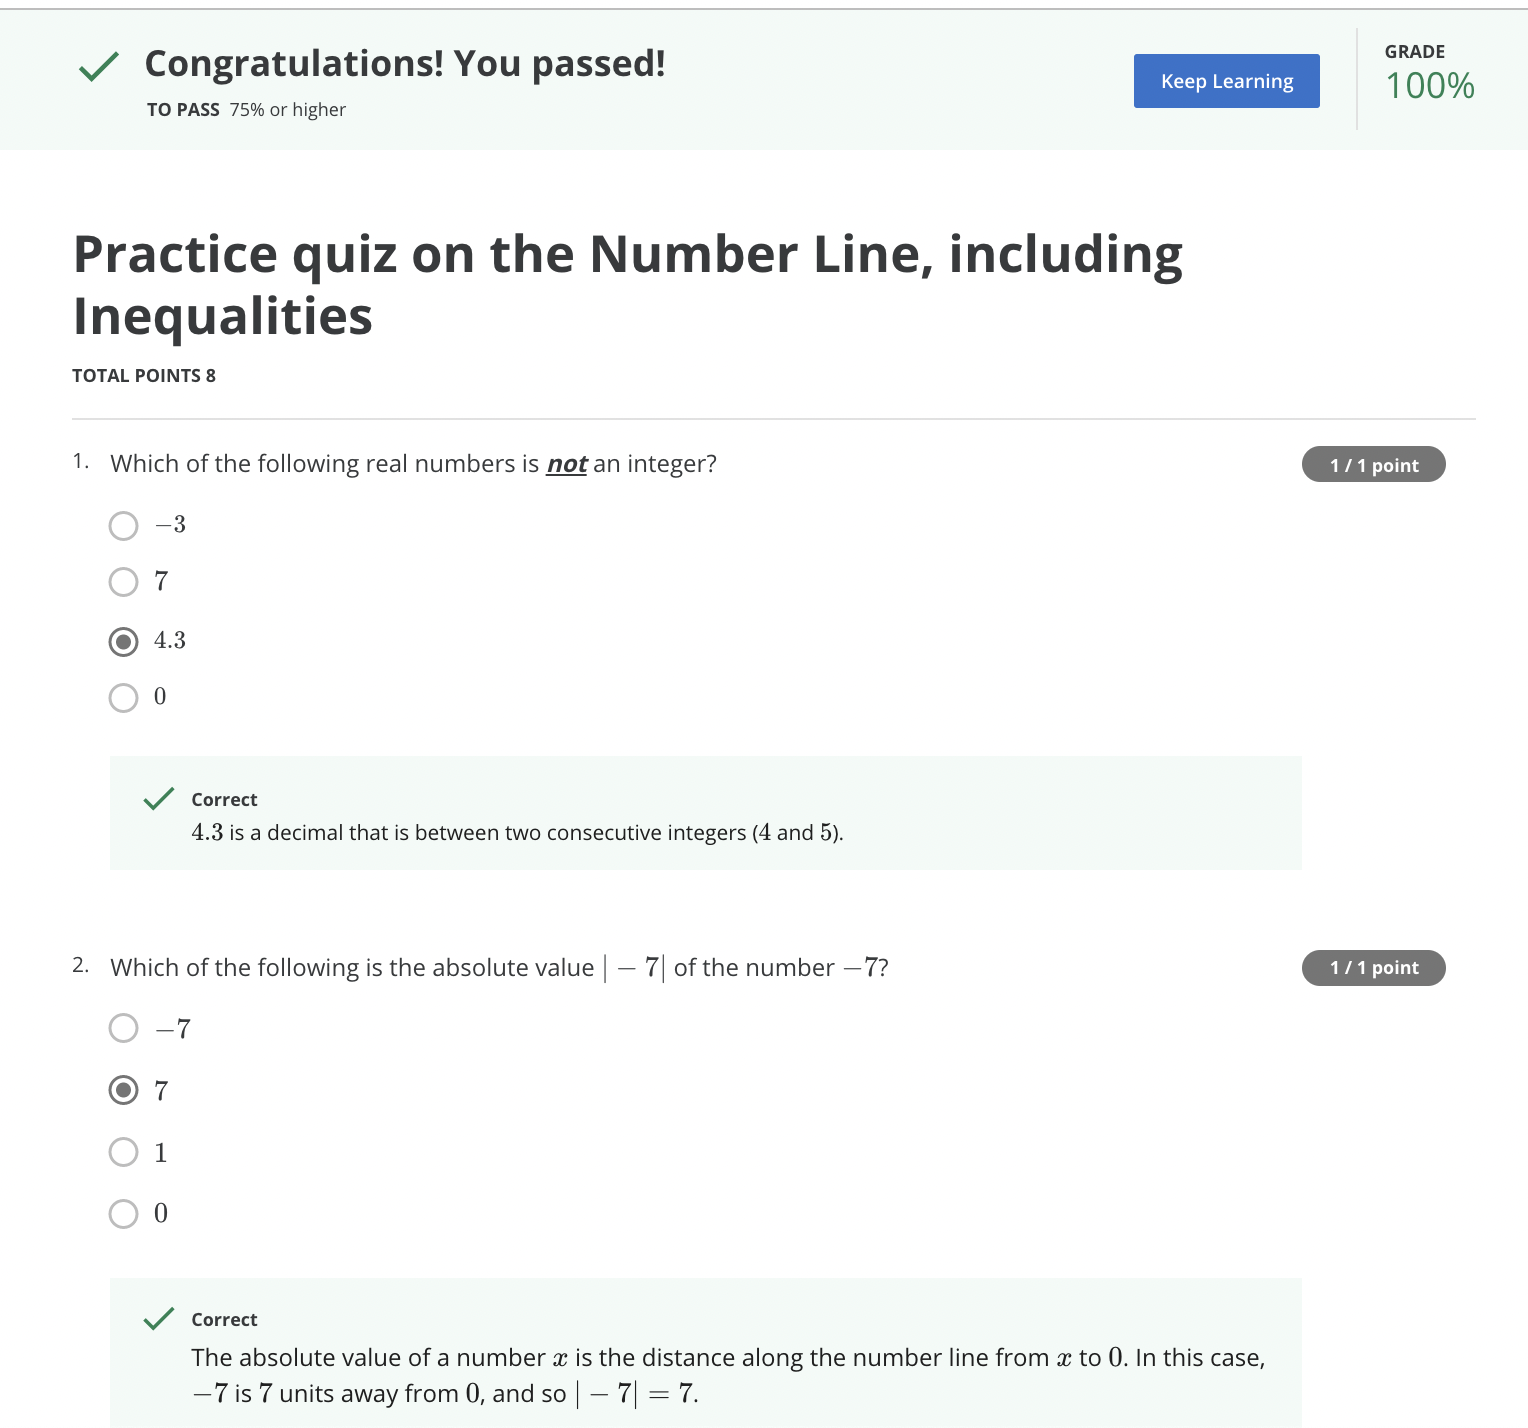 Congratulations! You passed!
TO PASS 75% or higher
Keep Learning
GRADE
100%
Practice quiz on the Number Line, including
Inequalities
TOTAL POINTS 8
1. Which of the following real numbers is not an integer?
1 / 1 point
−3
7
4.3
0
Correct
4.3 is a decimal that is between two consecutive integers (4 and 5).
2. Which of the following is the absolute value | − 7| of the number −7?
1 / 1 point
−7
7
1
0
Correct
The absolute value of a number x is the distance along the number line from x to 0. In this case,
−7 is 7 units away from 0, and so | − 7| = 7.